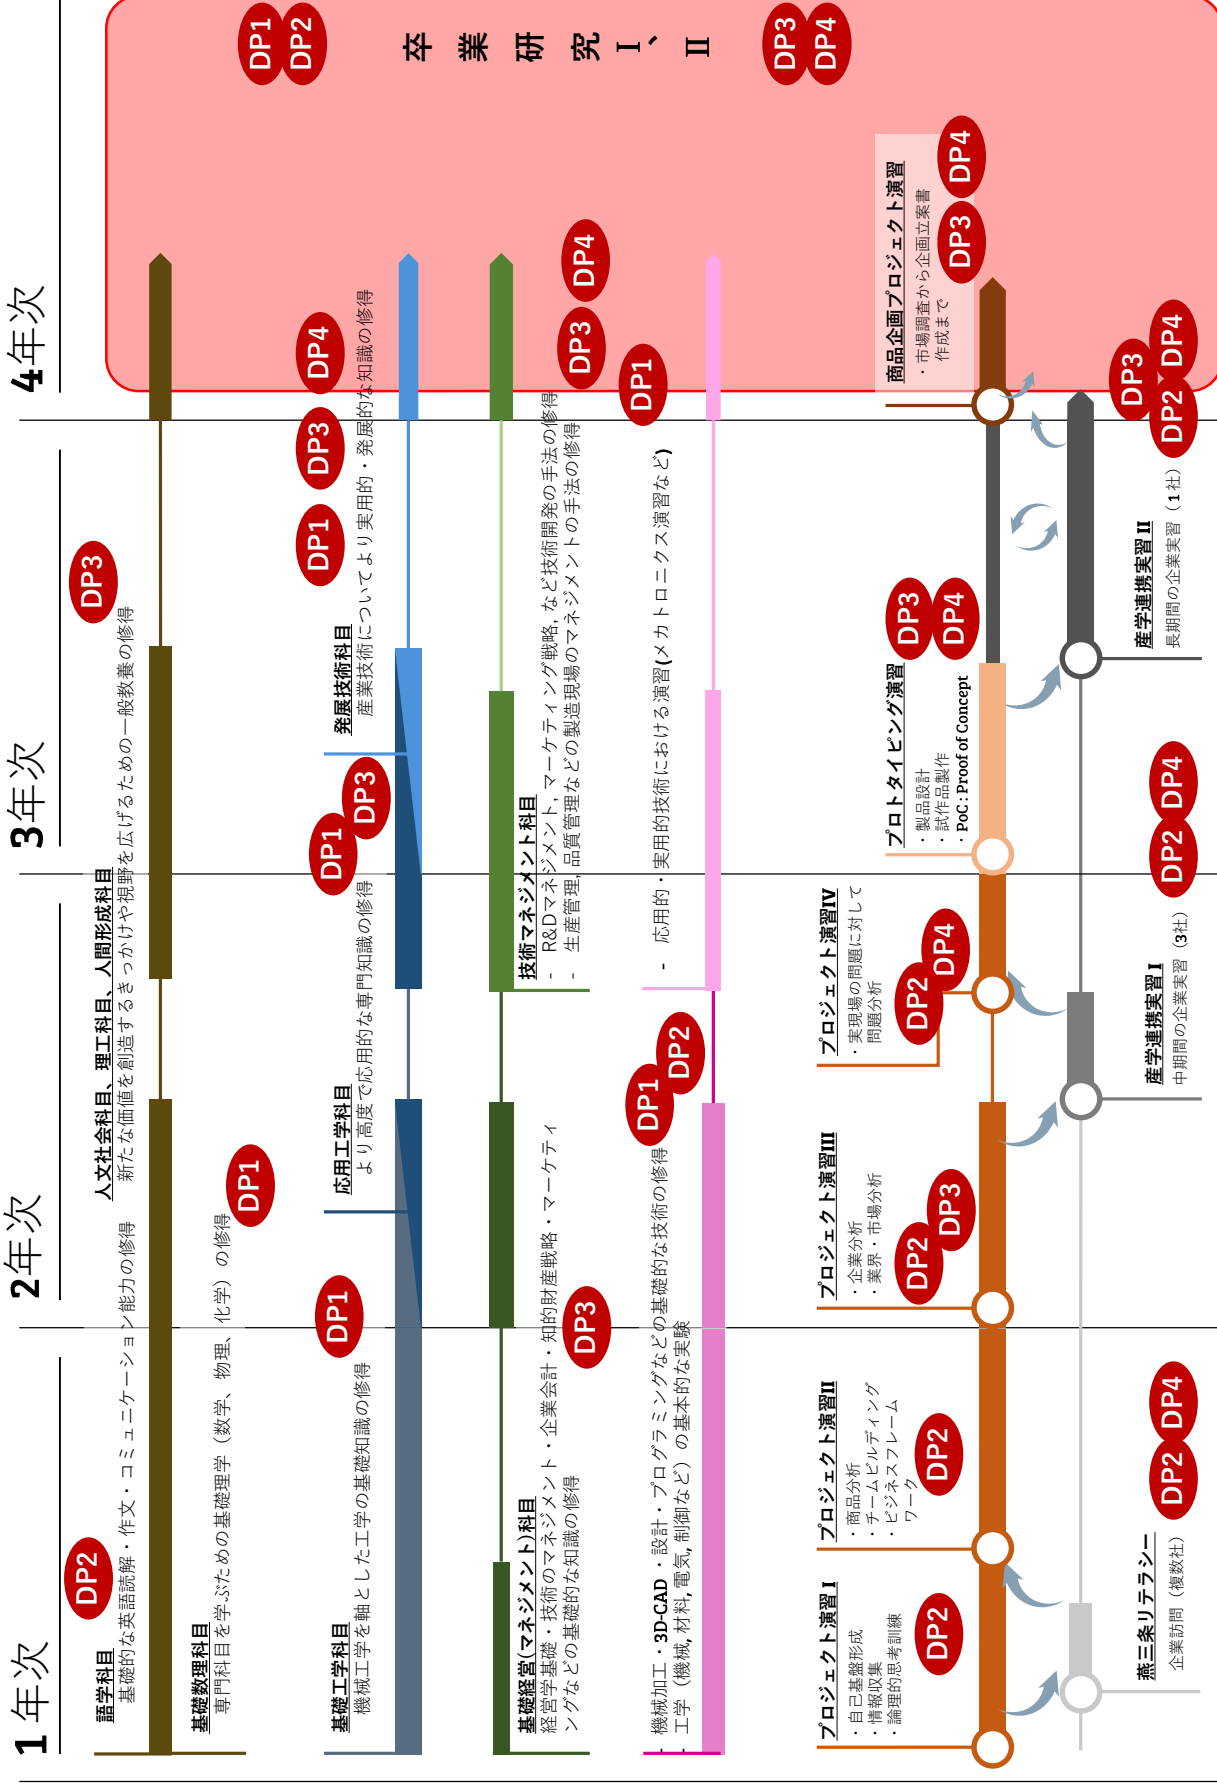 1年次
2年次
3年次
4年次
語学科目
DP2
基礎的な英語読解・作文・コミュニケーション能力の修得
人文社会科目、理工科目、人間形成科目
DP3
新たな価値を創造するきっかけや視野を広げるための一般教養の修得
基礎数理科目
専門科目を学ぶための基礎理学（数学、物理、化学）の修得
DP1
基礎工学科目
機械工学を軸とした工学の基礎知識の修得
DP1
応用工学科目
より高度で応用的な専門知識の修得
DP1
DP3
発展技術科目
産業技術についてより実用的・発展的な知識の修得
DP1
DP3
DP4
基礎経営(マネジメント)科目
経営学基礎・技術のマネジメント・企業会計・知的財産戦略・マーケティ
ングなどの基礎的な知識の修得
DP3
技術マネジメント科目
- R&Dマネジメント, マーケティング戦略, など技術開発の手法の修得
- 生産管理, 品質管理などの製造現場のマネジメントの手法の修得
DP3
DP4
- 機械加工・3D-CAD・設計・プログラミングなどの基礎的な技術の修得
- 工学（機械, 材料, 電気, 制御など）の基本的な実験
DP1
DP2
- 応用的・実用的技術における演習(メカトロニクス演習など)
DP1
プロジェクト演習 I
・自己基盤形成
・情報収集
・論理的思考訓練
DP2
プロジェクト演習II
・商品分析
・チームビルディング
・ビジネスフレーム
ワーク
DP2
プロジェクト演習III
・企業分析
・業界・市場分析
DP2
DP3
プロジェクト演習IV
・実現場の問題に対して
問題分析
DP2
DP4
プロトタイピング演習
・製品設計
・試作品製作
・PoC : Proof of Concept
DP3
DP4
商品企画プロジェクト演習
・市場調査から企画立案書
作成まで
DP3
DP4
燕三条リテラシー
企業訪問（複数社）
DP2
DP4
産学連携実習 I
中期間の企業実習（3社）
DP2
DP4
産学連携実習 II
長期間の企業実習（1社）
DP3
DP2
DP4
DP1
DP2
卒業研究 I、II
DP3
DP4